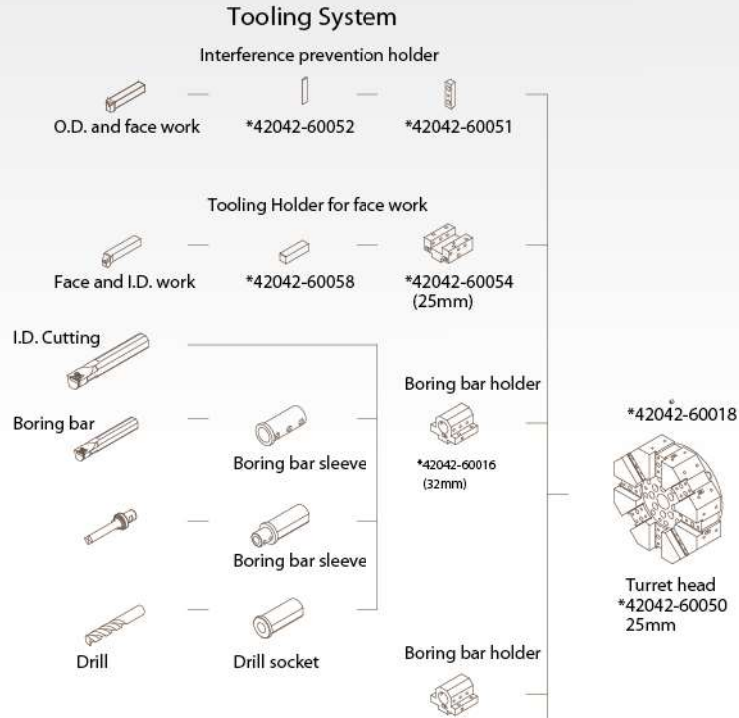 Tooling System
Interference prevention holder
O.D. and face work
*42042-60052
*42042-60051
Tooling Holder for face work
Face and I.D. work
*42042-60058
*42042-60054
(25mm)
I.D. Cutting
Boring bar
Boring bar sleeve
Boring bar holder
*42042-60016
(32mm)
*42042-60018
Boring bar sleeve
Turret head
*42042-60050
25mm
Drill
Drill socket
Boring bar holder